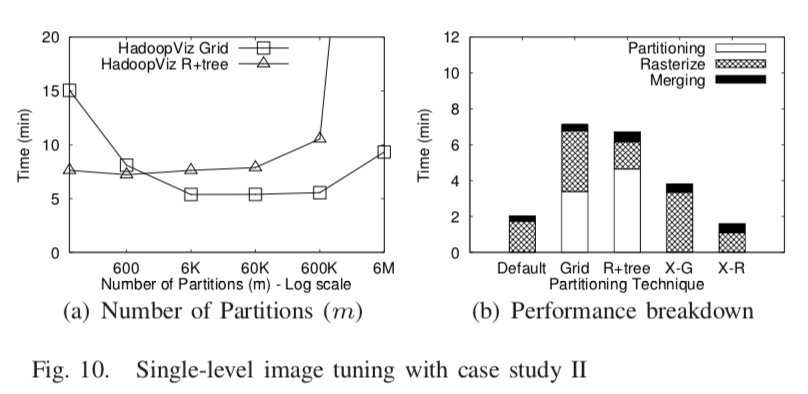 20
15
10
5
0
Time (min)
HadoopViz Grid
HadoopViz R+tree
600 6K 60K 600K 6M
Number of Partitions (m) - Log scale
(a) Number of Partitions (m)
12
10
8
6
4
2
0
Time (min)
Partitioning
Rasterize
Merging
Default Grid R+tree X-G X-R
Partitioning Technique
(b) Performance breakdown
Fig. 10. Single-level image tuning with case study II